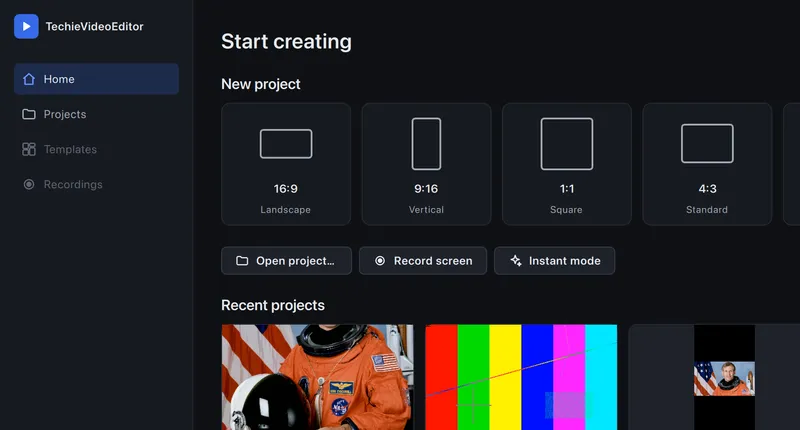 TechieVideoEditor
Home
Projects
Templates
Recordings
Start creating
New project
16:9
Landscape
9:16
Vertical
1:1
Square
4:3
Standard
Open project...
Record screen
Instant mode
Recent projects
NASA